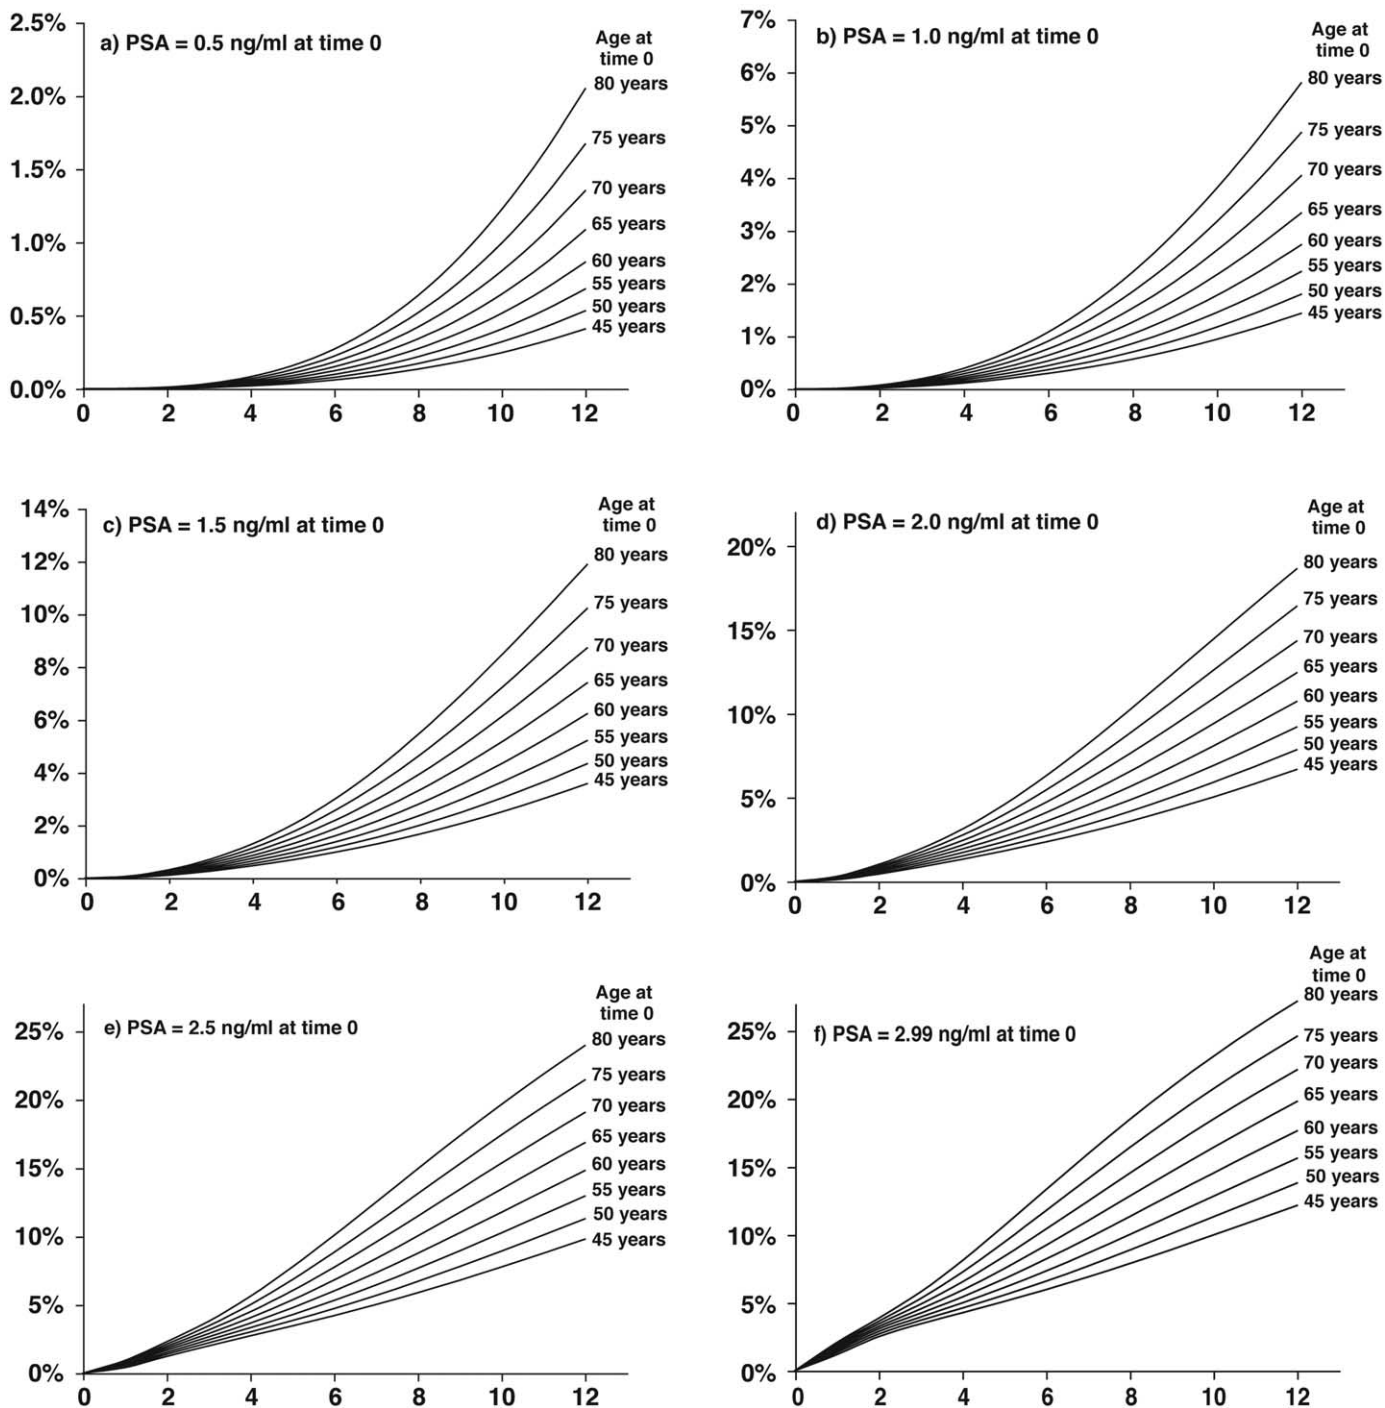 a) PSA = 0.5 ng/ml at time 0
Age at
time 0
2.5%
2.0%
1.5%
1.0%
0.5%
0.0%
80 years
75 years
70 years
65 years
60 years
55 years
50 years
45 years
0 2 4 6 8 10 12
b) PSA = 1.0 ng/ml at time 0
Age at
time 0
7%
6%
5%
4%
3%
2%
1%
0%
80 years
75 years
70 years
65 years
60 years
55 years
50 years
45 years
0 2 4 6 8 10 12
c) PSA = 1.5 ng/ml at time 0
Age at
time 0
14%
12%
10%
8%
6%
4%
2%
0%
80 years
75 years
70 years
65 years
60 years
55 years
50 years
45 years
0 2 4 6 8 10 12
d) PSA = 2.0 ng/ml at time 0
Age at
time 0
20%
15%
10%
5%
0%
80 years
75 years
70 years
65 years
60 years
55 years
50 years
45 years
0 2 4 6 8 10 12
e) PSA = 2.5 ng/ml at time 0
Age at
time 0
25%
20%
15%
10%
5%
0%
80 years
75 years
70 years
65 years
60 years
55 years
50 years
45 years
0 2 4 6 8 10 12
f) PSA = 2.99 ng/ml at time 0
Age at
time 0
25%
20%
15%
10%
5%
0%
80 years
75 years
70 years
65 years
60 years
55 years
50 years
45 years
0 2 4 6 8 10 12